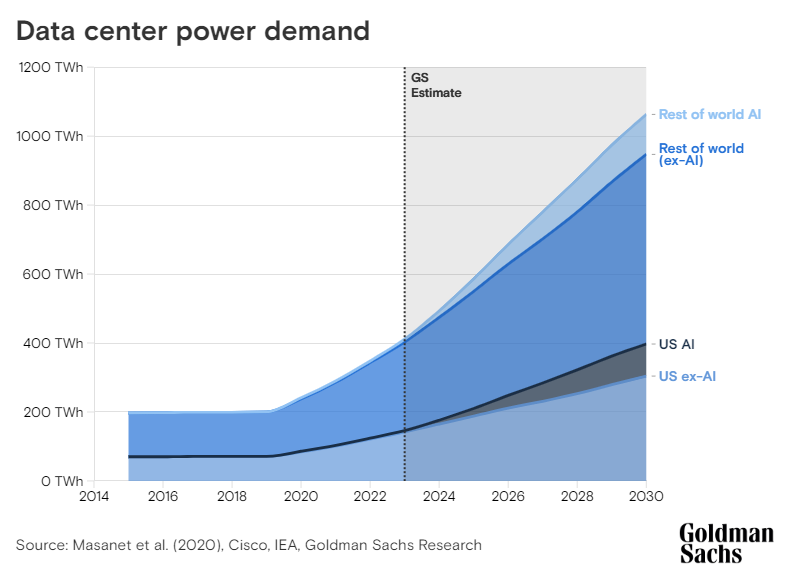 Data center power demand
1200 TWh
GS
Estimate
Rest of world AI
1000 TWh
Rest of world
(ex-AI)
800 TWh
600 TWh
400 TWh
US AI
US ex-AI
200 TWh
0 TWh
2014 2016 2018 2020 2022 2024 2026 2028 2030
Source: Masanet et al. (2020), Cisco, IEA, Goldman Sachs Research
Goldman
Sachs